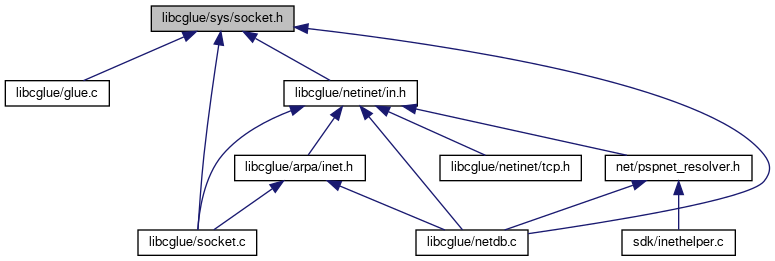 libcglue/sys/socket.h
libcglue/glue.c
libcglue/netinet/in.h
libcglue/arpa/inet.h
libcglue/netinet/tcp.h
net/pspnet_resolver.h
libcglue/socket.c
libcglue/netdb.c
sdk/inethelper.c